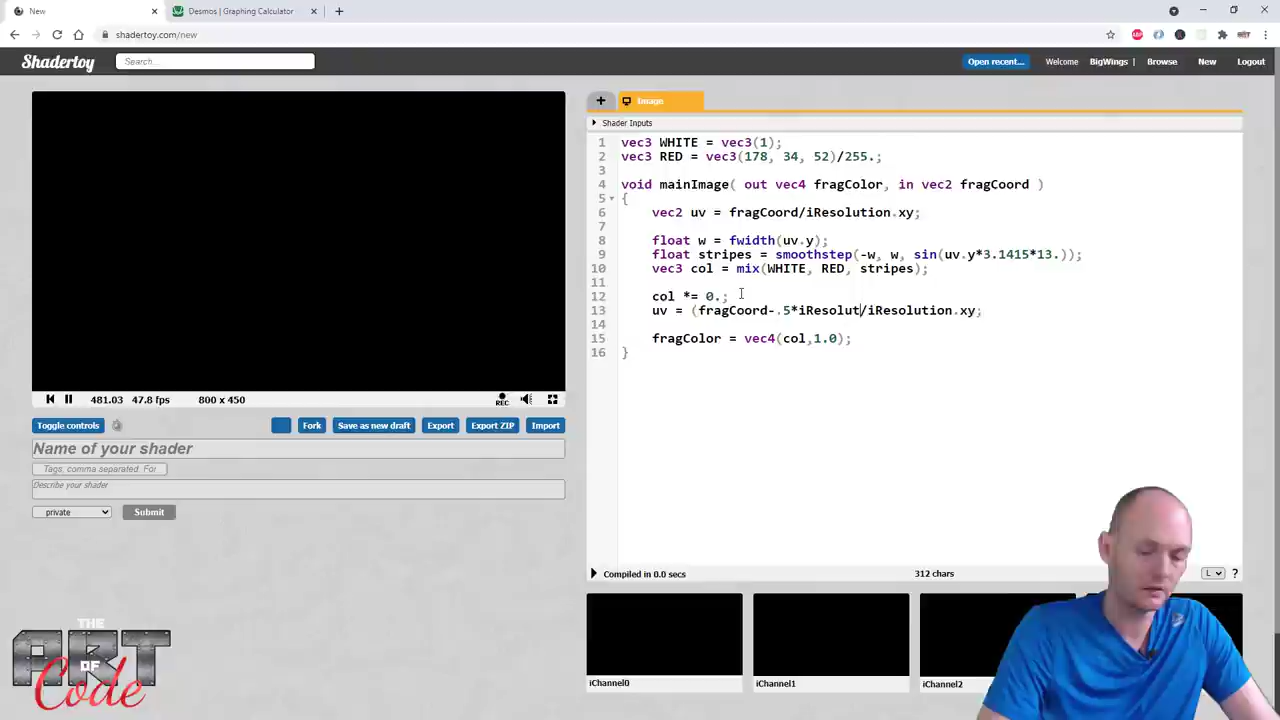 New
Desmos | Graphing Calculator
shadertoy.com/new
Shadertoy
Search...
Open recent...
Welcome
BigWings |
Browse
New
Logout
+
Image
Shader Inputs
1 vec3 WHITE = vec3(1);
2 vec3 RED = vec3(178, 34, 52)/255.;
3
4 void mainImage( out vec4 fragColor, in vec2 fragCoord )
5 {
6 vec2 uv = fragCoord/iResolution.xy;
7
8 float w = fwidth(uv.y);
9 float stripes = smoothstep(-w, w, sin(uv.y*3.1415*13.));
10 vec3 col = mix(WHITE, RED, stripes);
11
12 col *= 0.;
13 uv = (fragCoord-.5*iResolut/iResolution.xy;
14
15 fragColor = vec4(col,1.0);
16 }
481.03 47.8 fps 800 x 450
REC
Toggle controls
Fork
Save as new draft
Export
Export ZIP
Import
Name of your shader
Tags, comma separated. For
Describe your shader
private
Submit
Compiled in 0.0 secs
312 chars
L
?
iChannel0
iChannel1
iChannel2
THE
ART
OF
Code